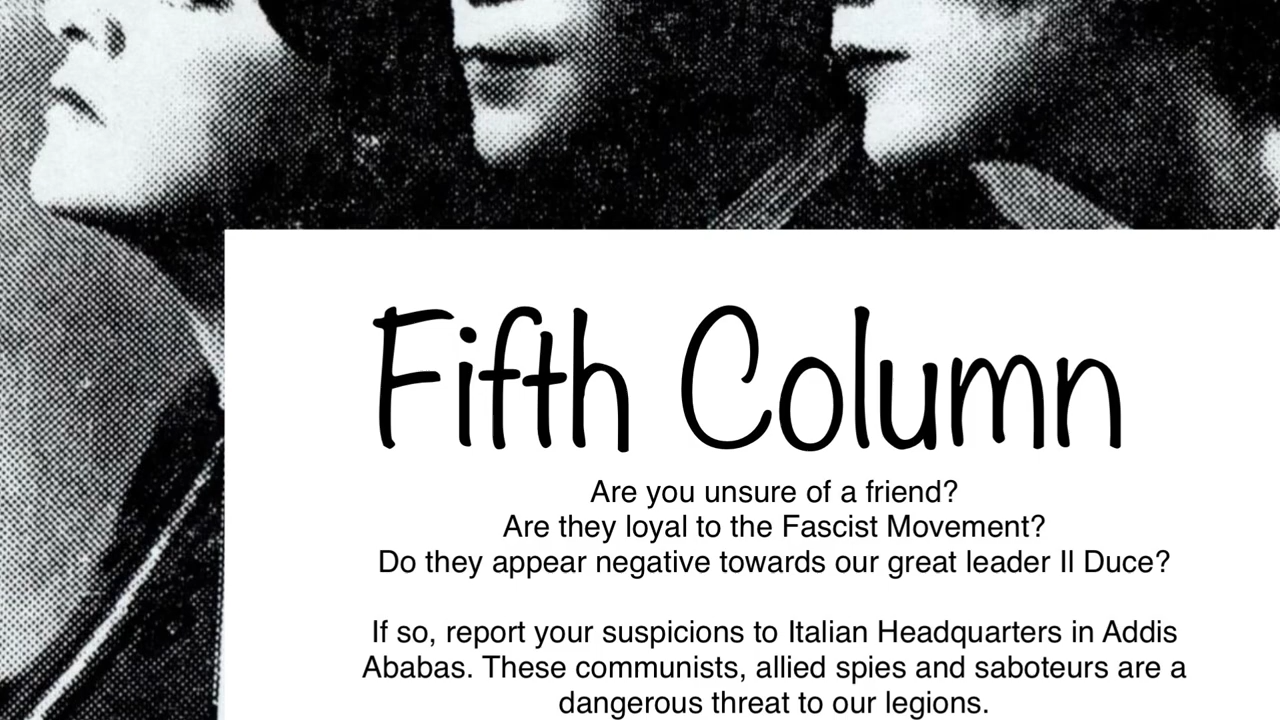 Fifth Column
Are you unsure of a friend?
Are they loyal to the Fascist Movement?
Do they appear negative towards our great leader Il Duce?
If so, report your suspicions to Italian Headquarters in Addis
Ababas. These communists, allied spies and saboteurs are a
dangerous threat to our legions.